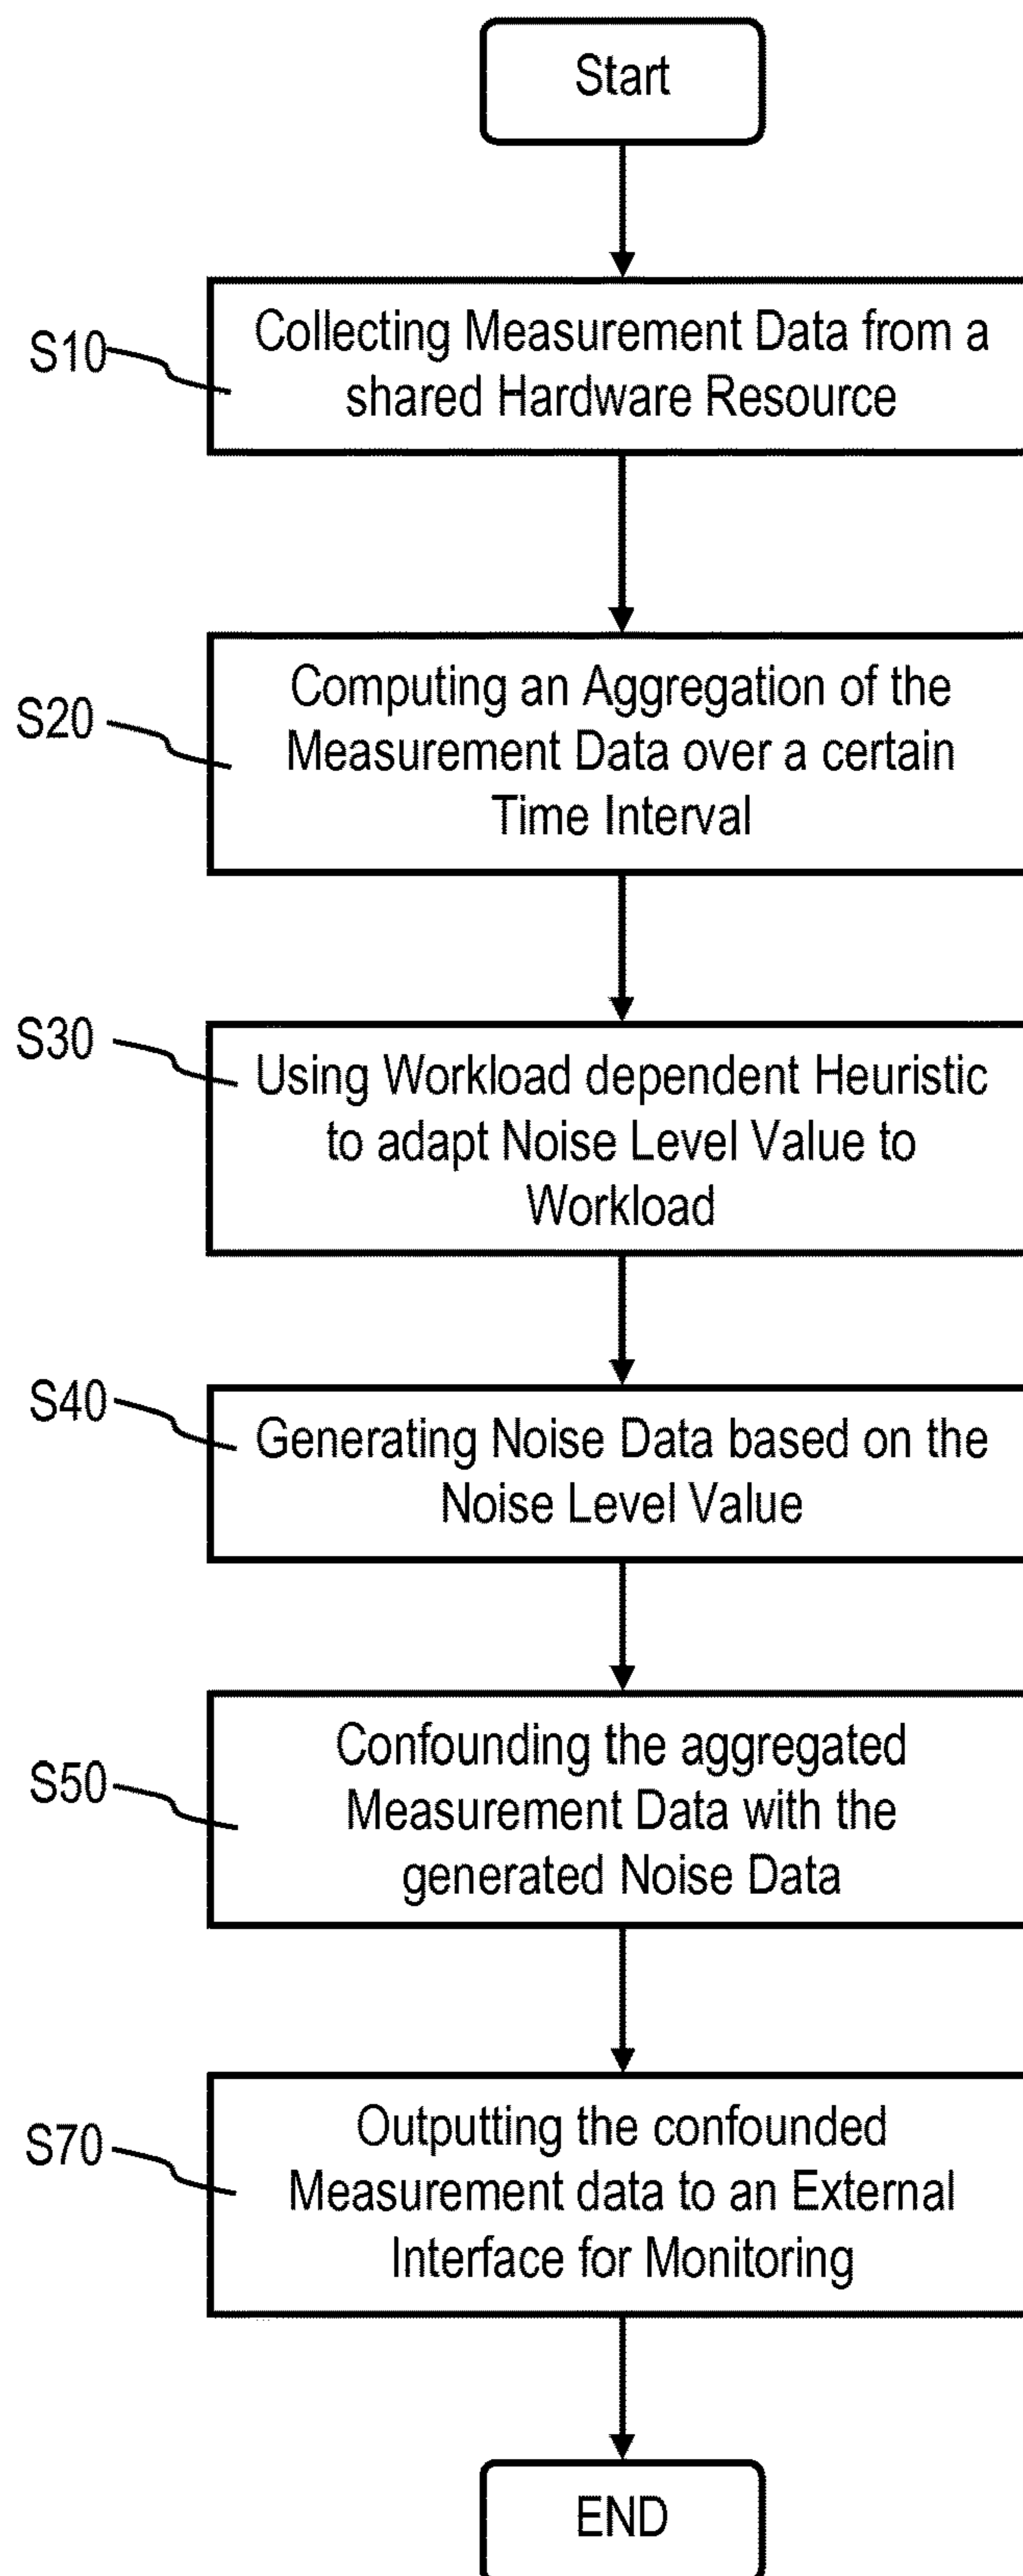 Start
S10
Collecting Measurement Data from a
shared Hardware Resource
S20
Computing an Aggregation of the
Measurement Data over a certain
Time Interval
S30
Using Workload dependent Heuristic
to adapt Noise Level Value to
Workload
S40
Generating Noise Data based on the
Noise Level Value
S50
Confounding the aggregated
Measurement Data with the
generated Noise Data
S70
Outputting the confounded
Measurement data to an External
Interface for Monitoring
END